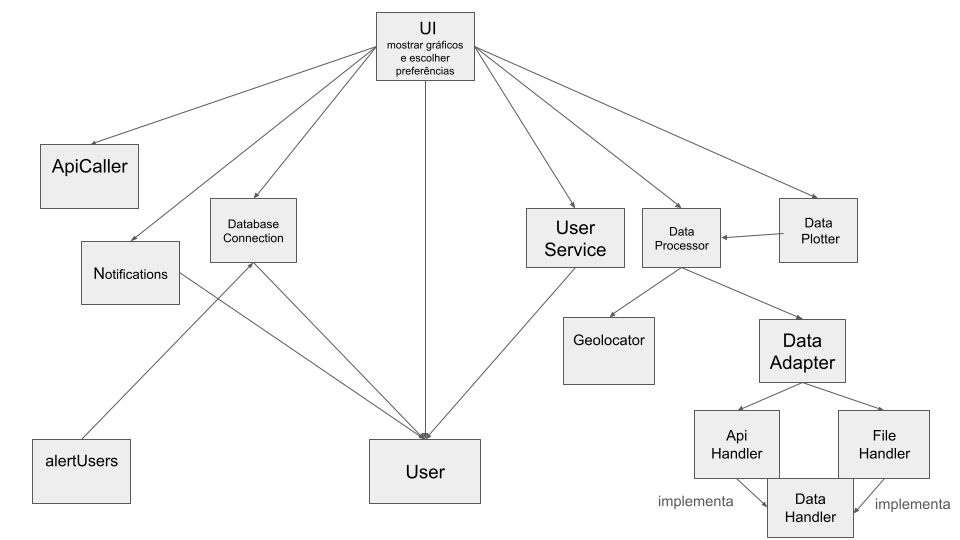 UI
mostrar gráficos
e escolher
preferências
ApiCaller
Database
Connection
Notifications
User
Service
Data
Processor
Data
Plotter
Geolocator
Data
Adapter
Api
Handler
File
Handler
alertUsers
User
implementa
Data
Handler
implementa